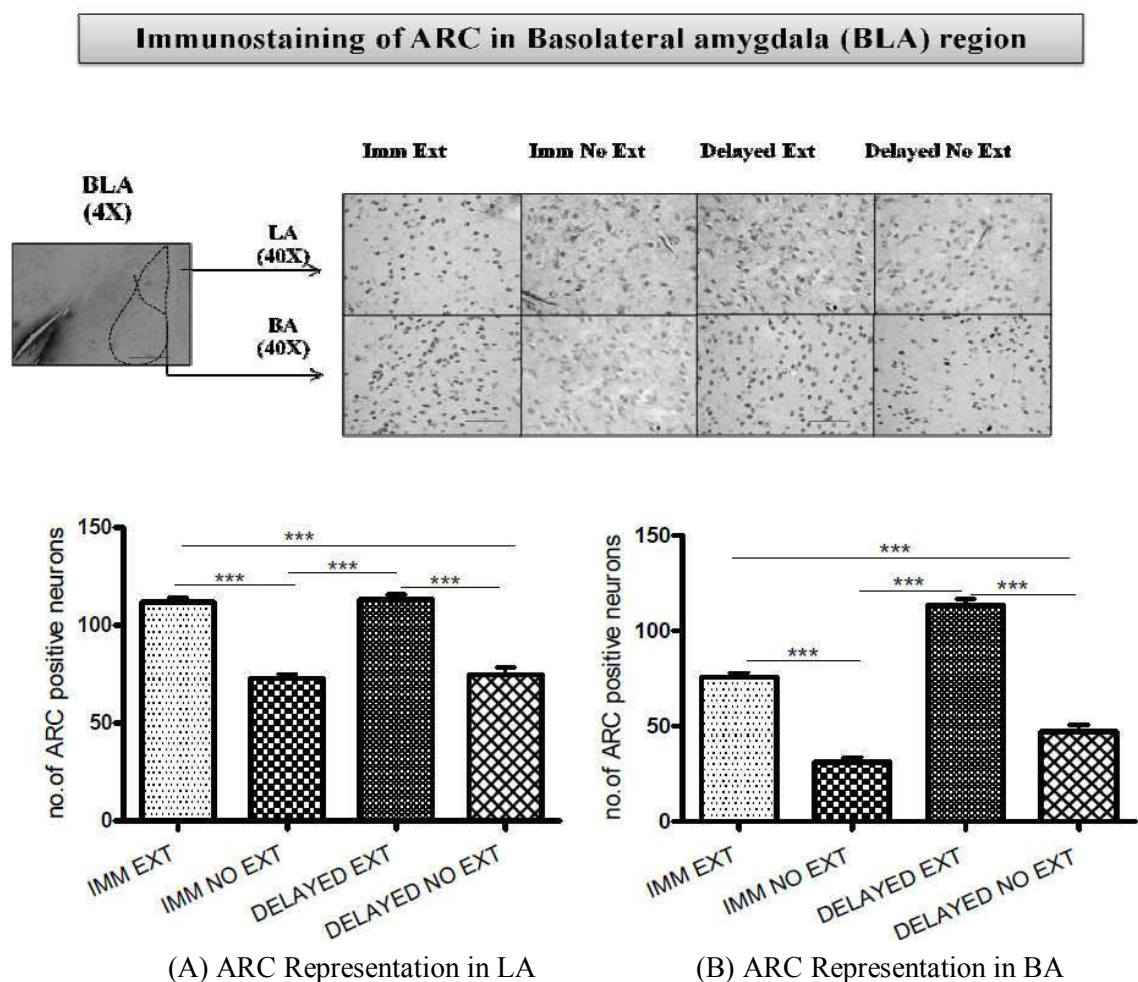 Immunostaining of ARC in Basolateral amygdala (BLA) region
Imm Ext Imm No Ext Delayed Ext Delayed No Ext
BLA
(4X)
LA
(40X)
BA
(40X)
no.of ARC positive neurons
150
100
50
0
***
*** *** ***
IMM EXT
IMM NO EXT
DELAYED EXT
DELAYED NO EXT
(A) ARC Representation in LA
no.of ARC positive neurons
150
100
50
0
***
*** ***
***
IMM EXT
IMM NO EXT
DELAYED EXT
DELAYED NO EXT
(B) ARC Representation in BA